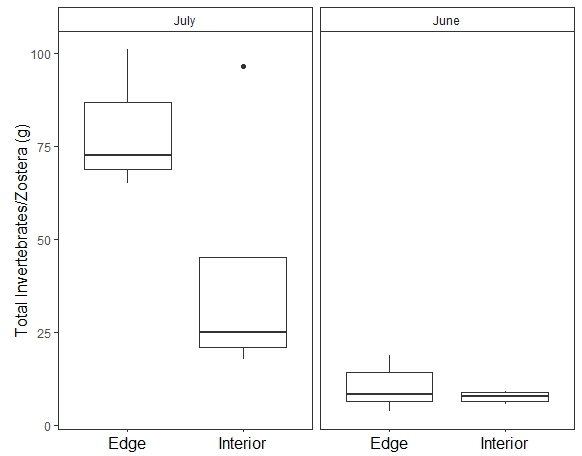 July
June
Total Invertebrates/Zostera (g)
100
75
50
25
0
Edge
Interior
Edge
Interior